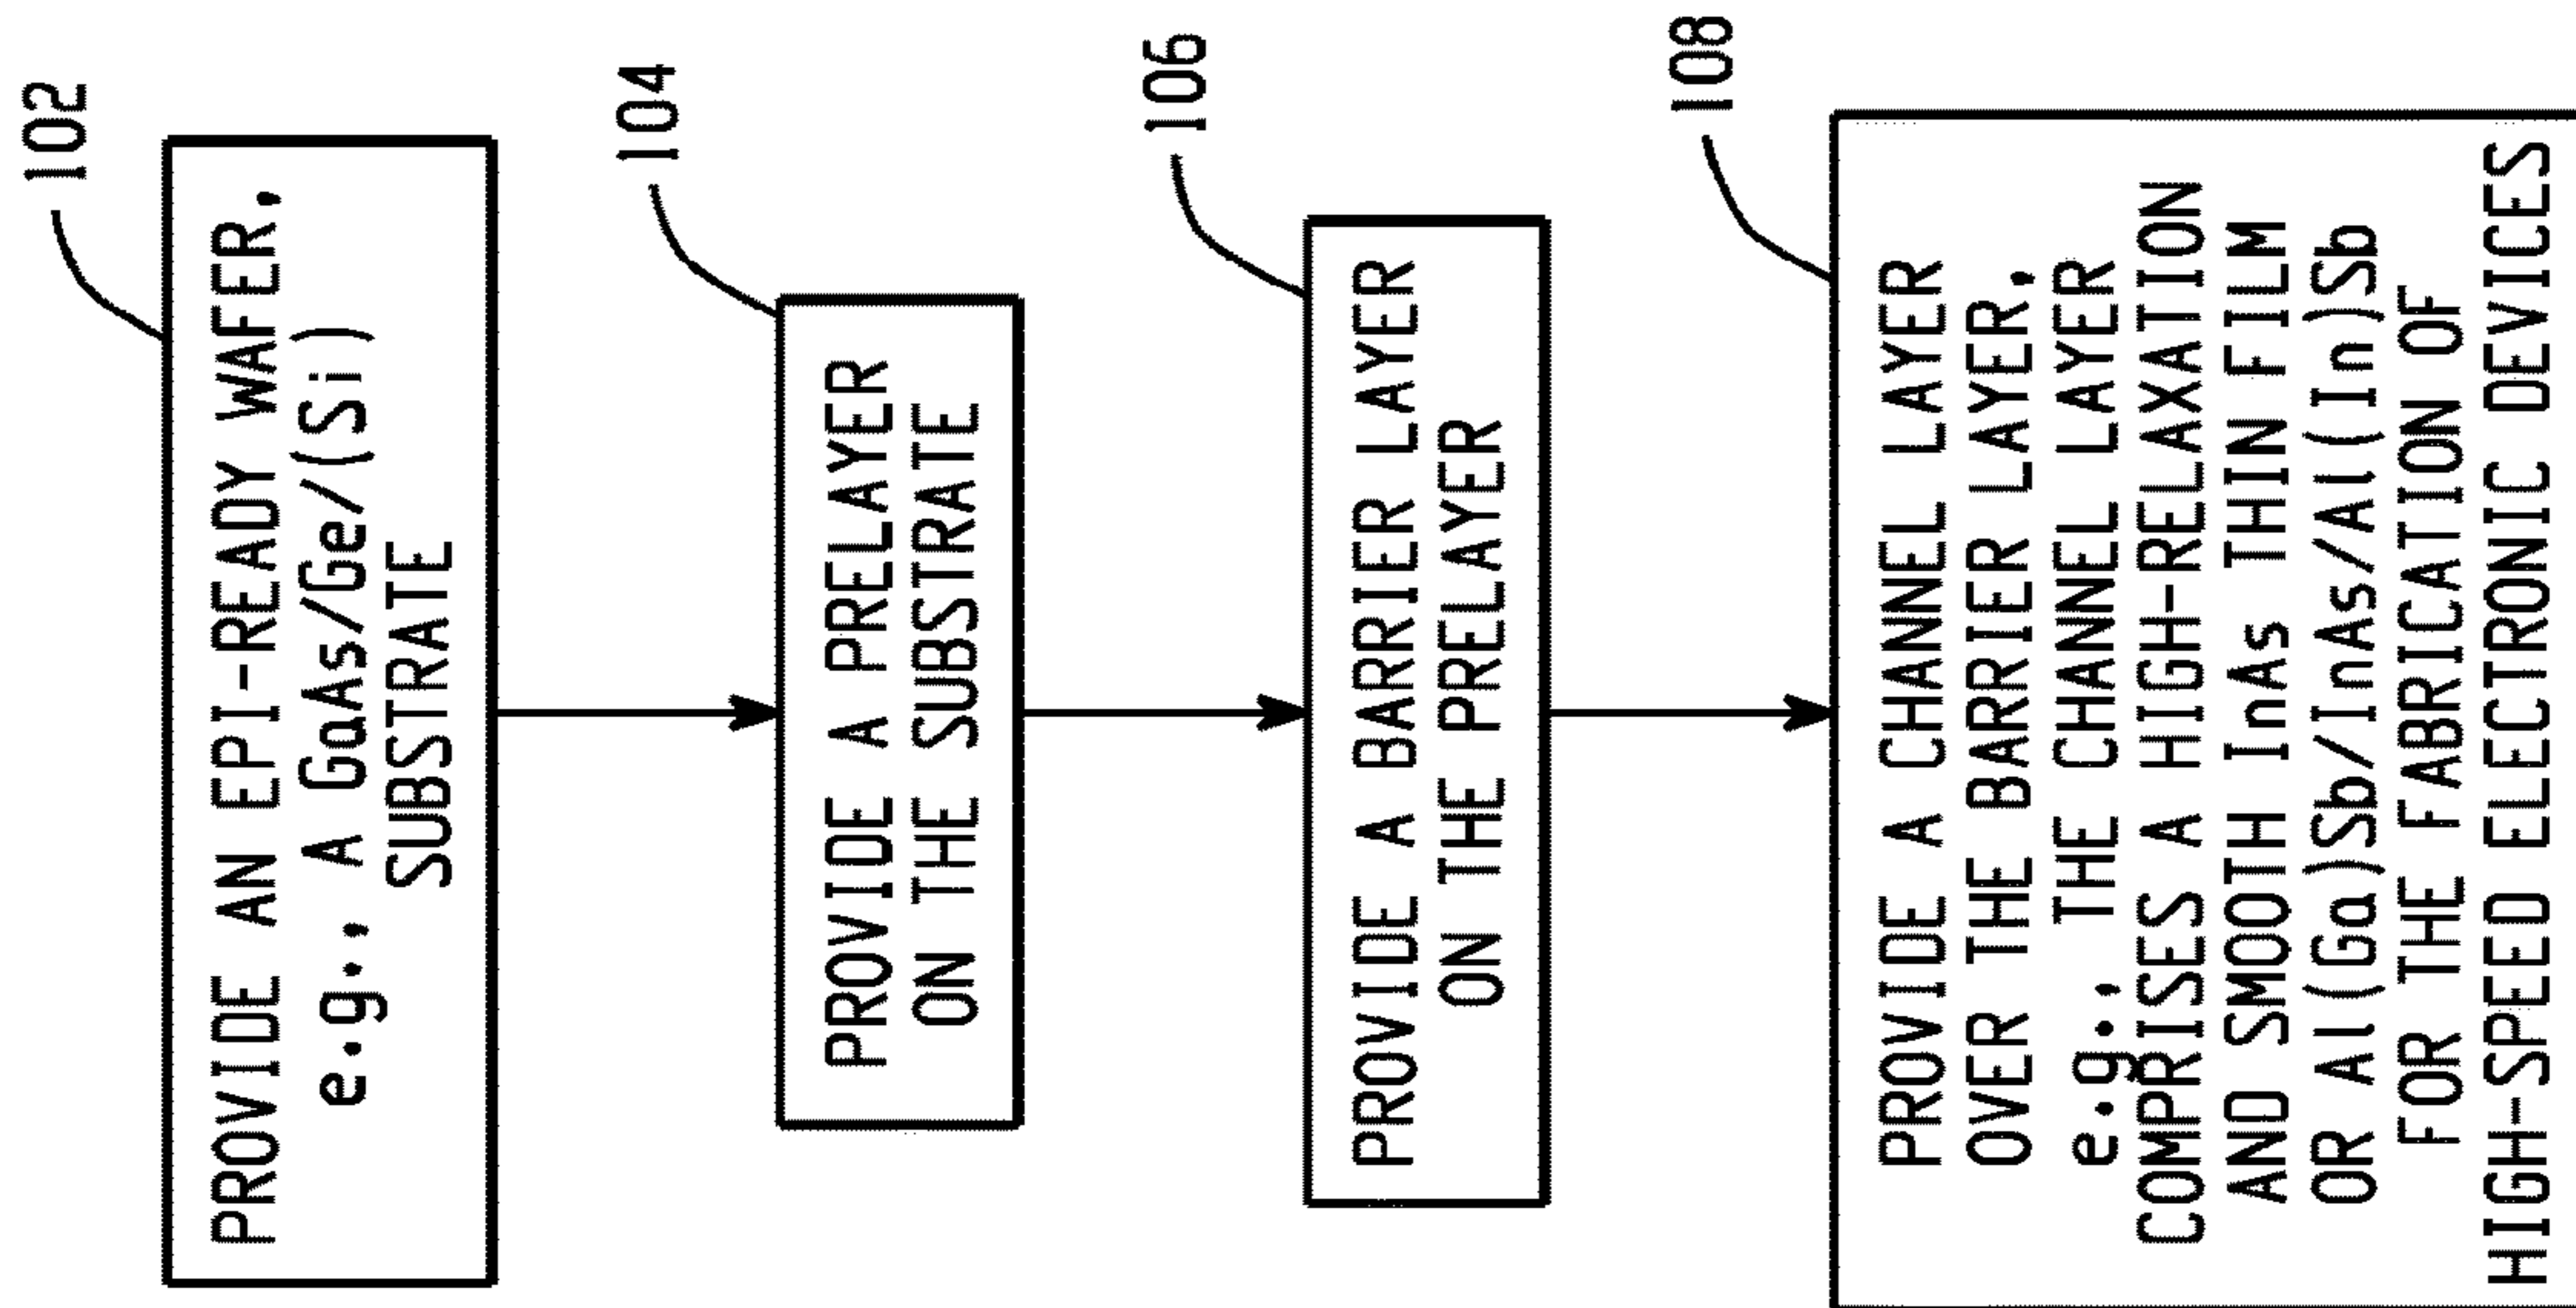 102
PROVIDE AN EPI-READY WAFER,
e.g., A GaAs/Ge/(Si)
SUBSTRATE
104
PROVIDE A PRELAYER
ON THE SUBSTRATE
106
PROVIDE A BARRIER LAYER
ON THE PRELAYER
108
PROVIDE A CHANNEL LAYER
OVER THE BARRIER LAYER,
e.g., THE CHANNEL LAYER
COMPRISES A HIGH-RELAXATION
AND SMOOTH InAs THIN FILM
OR Al(Ga)Sb/InAs/Al(In)Sb
FOR THE FABRICATION OF
HIGH-SPEED ELECTRONIC DEVICES